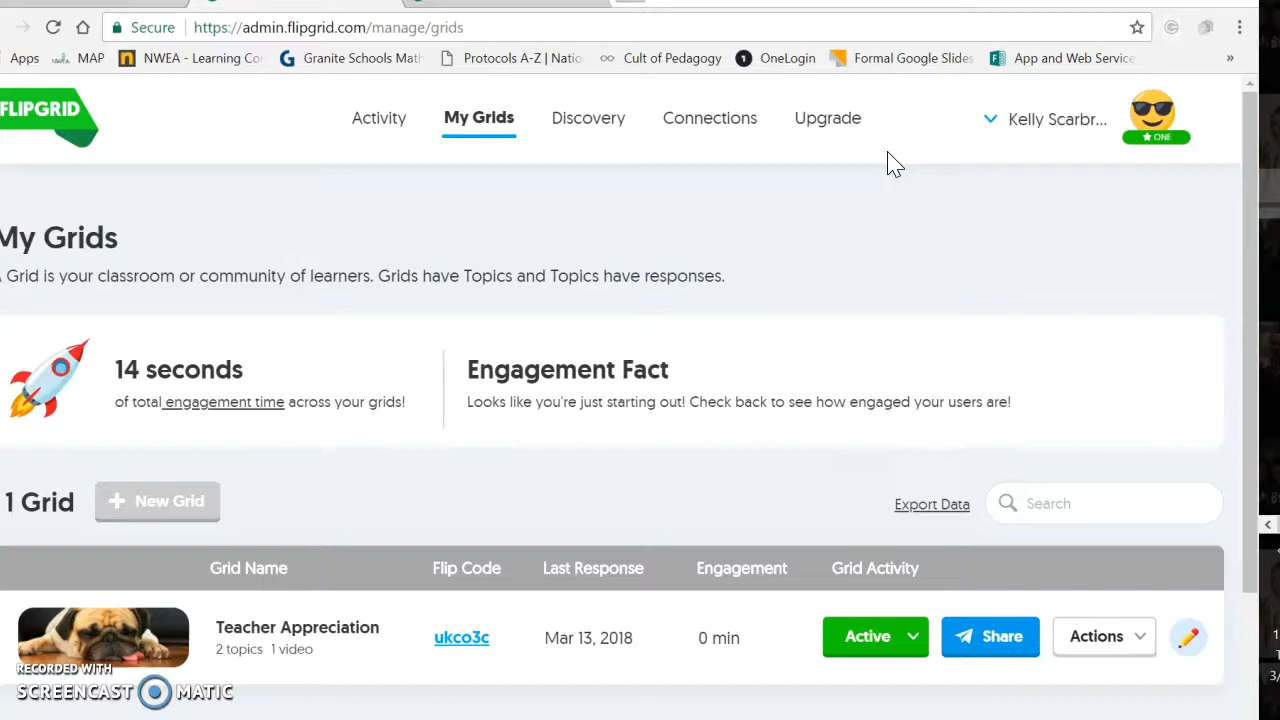 Secure https://admin.flipgrid.com/manage/grids
Apps MAP NWEA - Learning Co Granite Schools Math Protocols A-Z | Natio Cult of Pedagogy 1 OneLogin Formal Google Slides App and Web Service »
FLIPGRID Activity My Grids Discovery Connections Upgrade Kelly Scarbr...
★ ONE
My Grids
A Grid is your classroom or community of learners. Grids have Topics and Topics have responses.
14 seconds
of total engagement time across your grids!
Engagement Fact
Looks like you're just starting out! Check back to see how engaged your users are!
1 Grid + New Grid Export Data Search
Grid Name Flip Code Last Response Engagement Grid Activity
Teacher Appreciation ukco3c Mar 13, 2018 0 min Active Share Actions
2 topics 1 video
RECORDED WITH
SCREENCAST MATIC